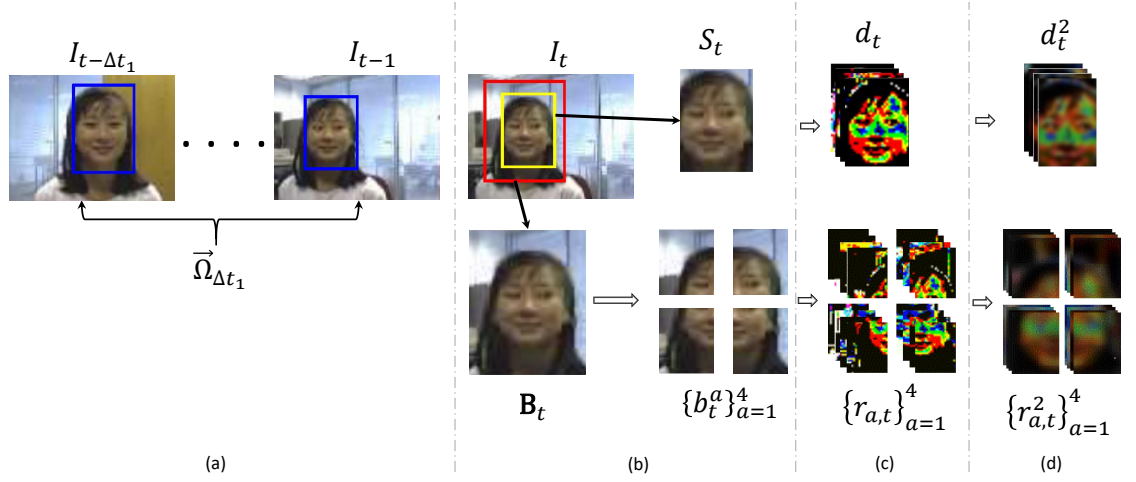 I_{t-Δt_1}
I_{t-1}
I_t
S_t
d_t
d_t^2
\vec{Ω}_{Δt_1}
B_t
{b_t^a}_{a=1}^4
{r_{a,t}}_{a=1}^4
{r_{a,t}^2}_{a=1}^4
(a)
(b)
(c)
(d)